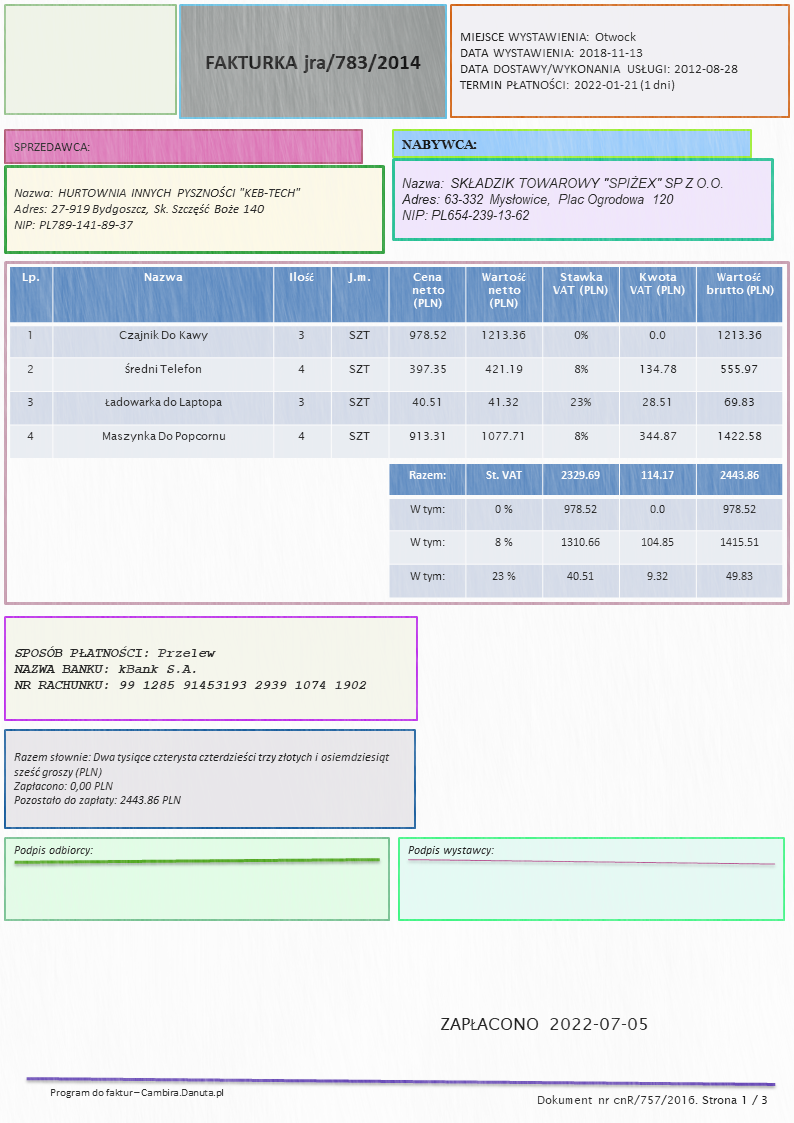 FAKTURKA jra/783/2014
MIEJSCE WYSTAWIENIA: Otwock
DATA WYSTAWIENIA: 2018-11-13
DATA DOSTAWY/WYKONANIA USŁUGI: 2012-08-28
TERMIN PŁATNOŚCI: 2022-01-21 (1 dni)
SPRZEDAWCA:
Nazwa: HURTOWNIA INNYCH PYSZNOŚCI "KEB-TECH"
Adres: 27-919 Bydgoszcz, Sk. Szczęść Boże 140
NIP: PL789-141-89-37
NABYWCA:
Nazwa: SKŁADZIK TOWAROWY "SPIŻEX" SP Z O.O.
Adres: 63-332 Mysłowice, Plac Ogrodowa 120
NIP: PL654-239-13-62
Lp. Nazwa Ilość J.m. Cena netto (PLN) Wartość netto (PLN) Stawka VAT (PLN) Kwota VAT (PLN) Wartość brutto (PLN)
1 Czajnik Do Kawy 3 SZT 978.52 1213.36 0% 0.0 1213.36
2 Średni Telefon 4 SZT 397.35 421.19 8% 134.78 555.97
3 Ładowarka do Laptopa 3 SZT 40.51 41.32 23% 28.51 69.83
4 Maszynka Do Popcornu 4 SZT 913.31 1077.71 8% 344.87 1422.58
Razem: St. VAT 2329.69 114.17 2443.86
W tym: 0 % 978.52 0.0 978.52
W tym: 8 % 1310.66 104.85 1415.51
W tym: 23 % 40.51 9.32 49.83
SPOSÓB PŁATNOŚCI: Przelew
NAZWA BANKU: kBank S.A.
NR RACHUNKU: 99 1285 91453193 2939 1074 1902
Razem słownie: Dwa tysiące czterysta czterdzieści trzy złotych i osiemdziesiąt
sześć groszy (PLN)
Zapłacono: 0,00 PLN
Pozostało do zapłaty: 2443.86 PLN
Podpis odbiorcy:
Podpis wystawcy:
ZAPŁACONO 2022-07-05
Program do faktur – Cambira.Danuta.pl
Dokument nr cnR/757/2016. Strona 1 / 3